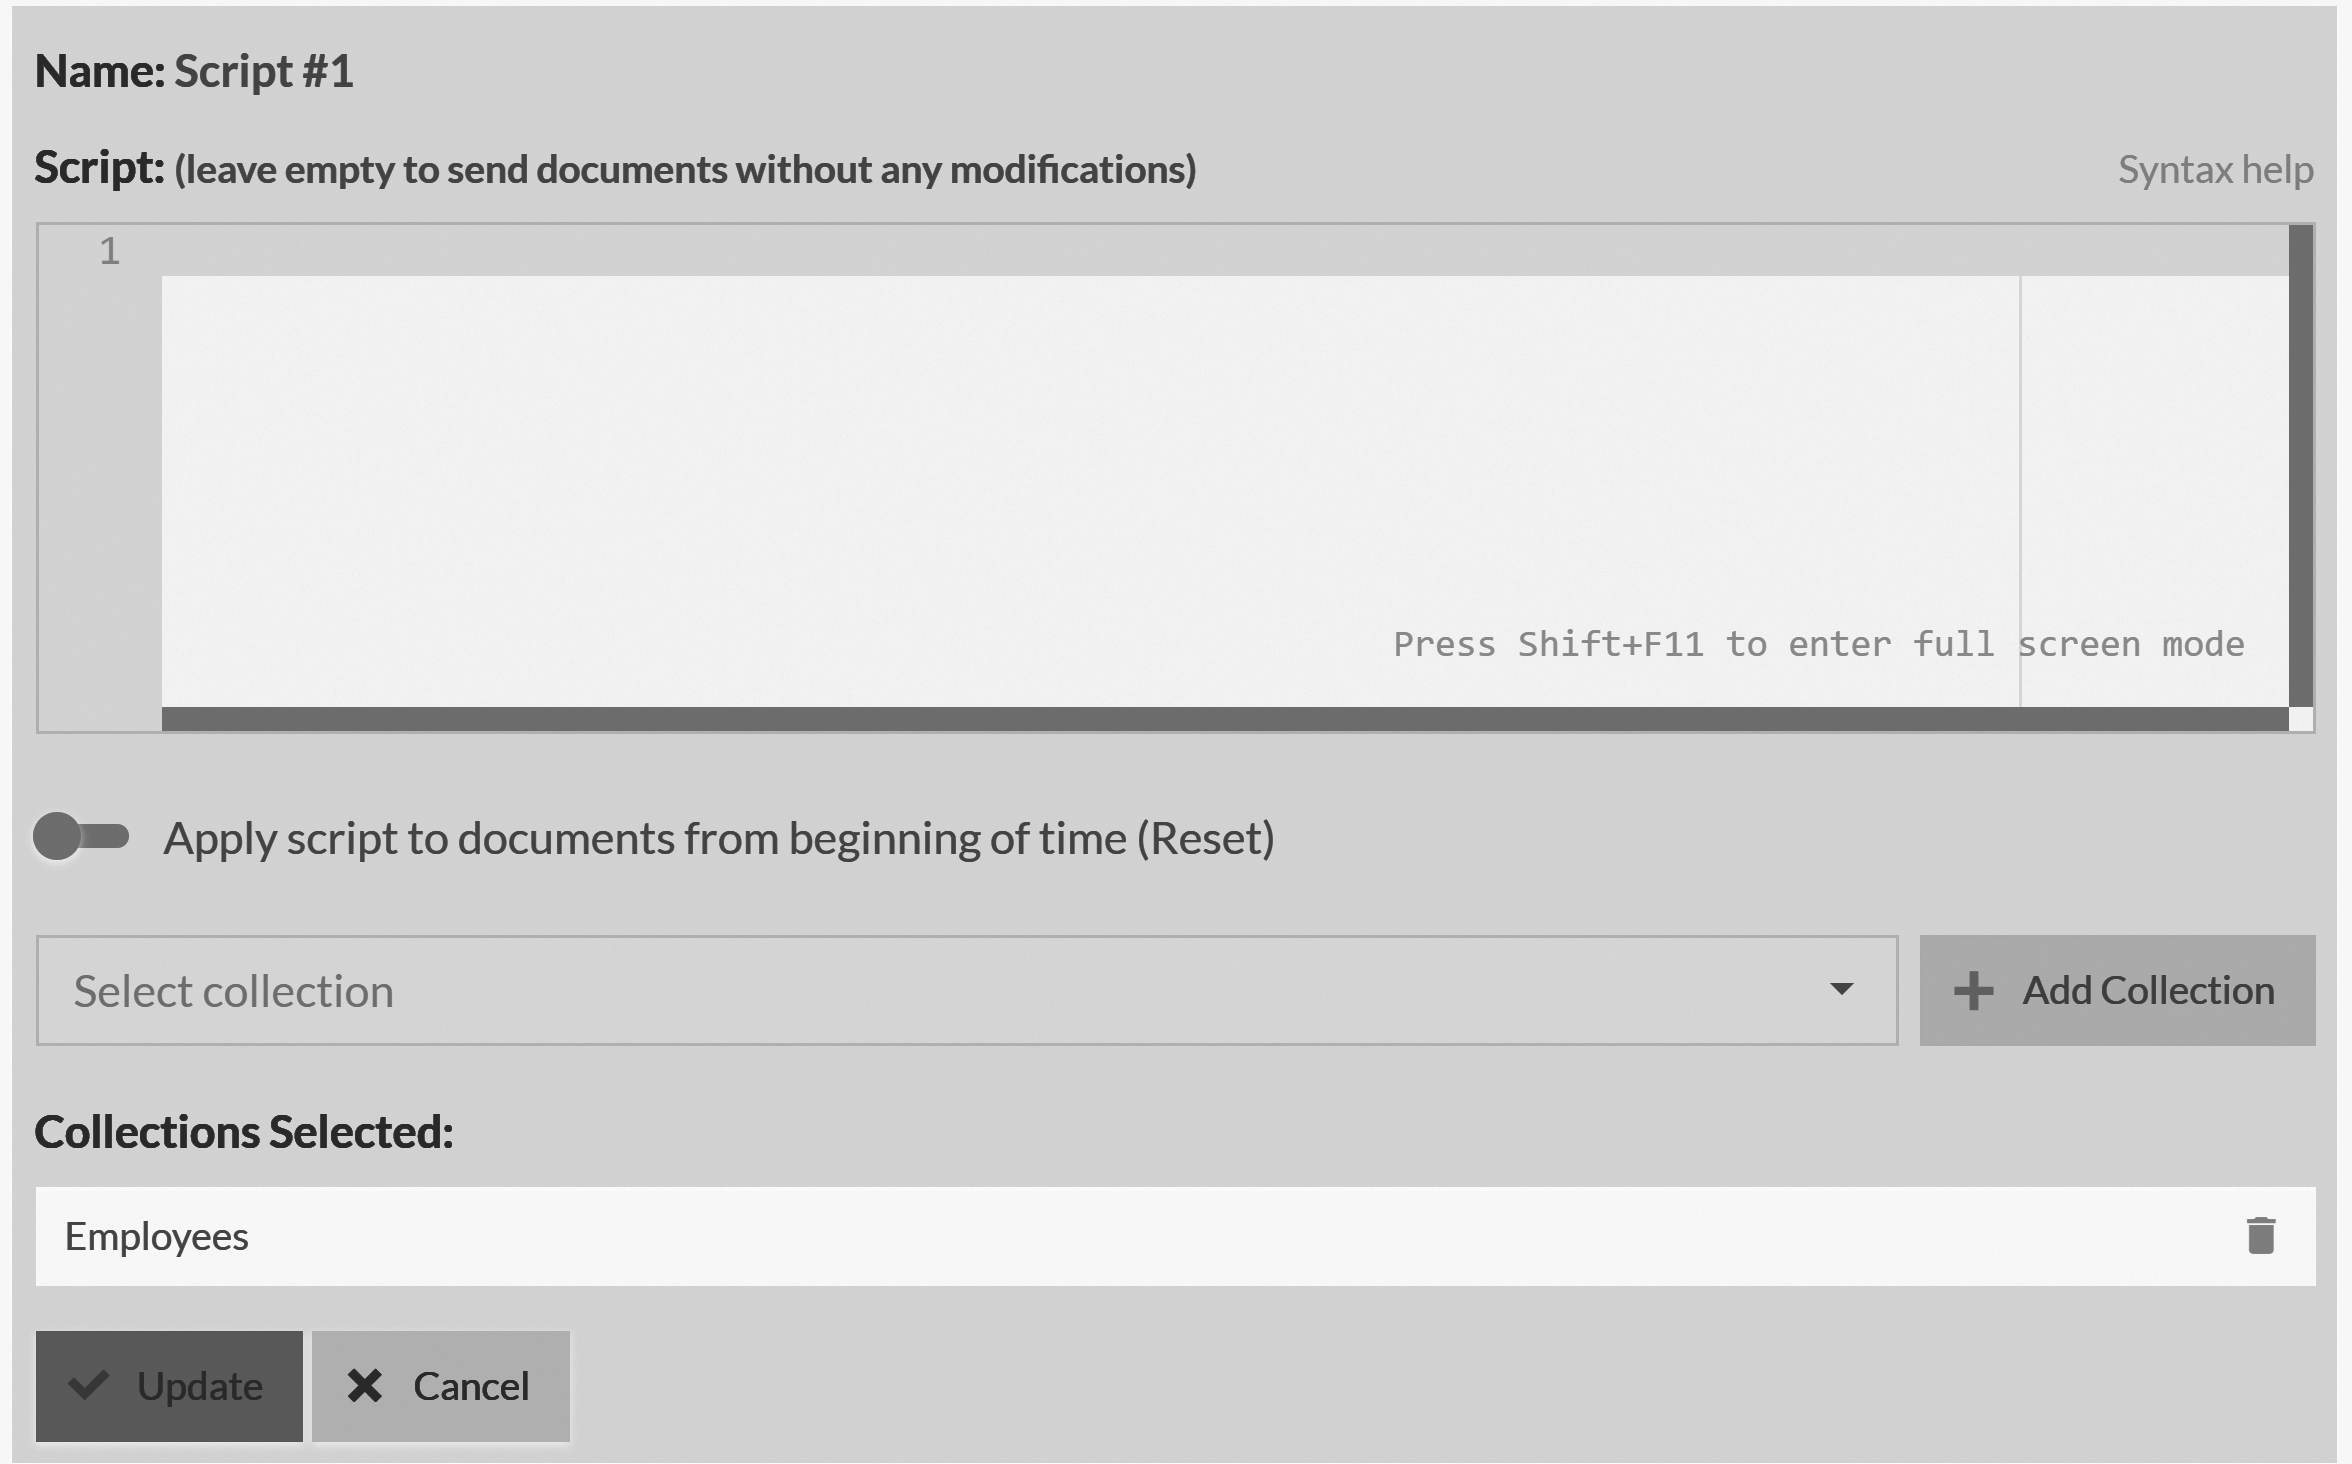 Name: Script #1
Script: (leave empty to send documents without any modifications) Syntax help
1
Press Shift+F11 to enter full screen mode
Apply script to documents from beginning of time (Reset)
Select collection Add Collection
Collections Selected:
Employees
Update Cancel